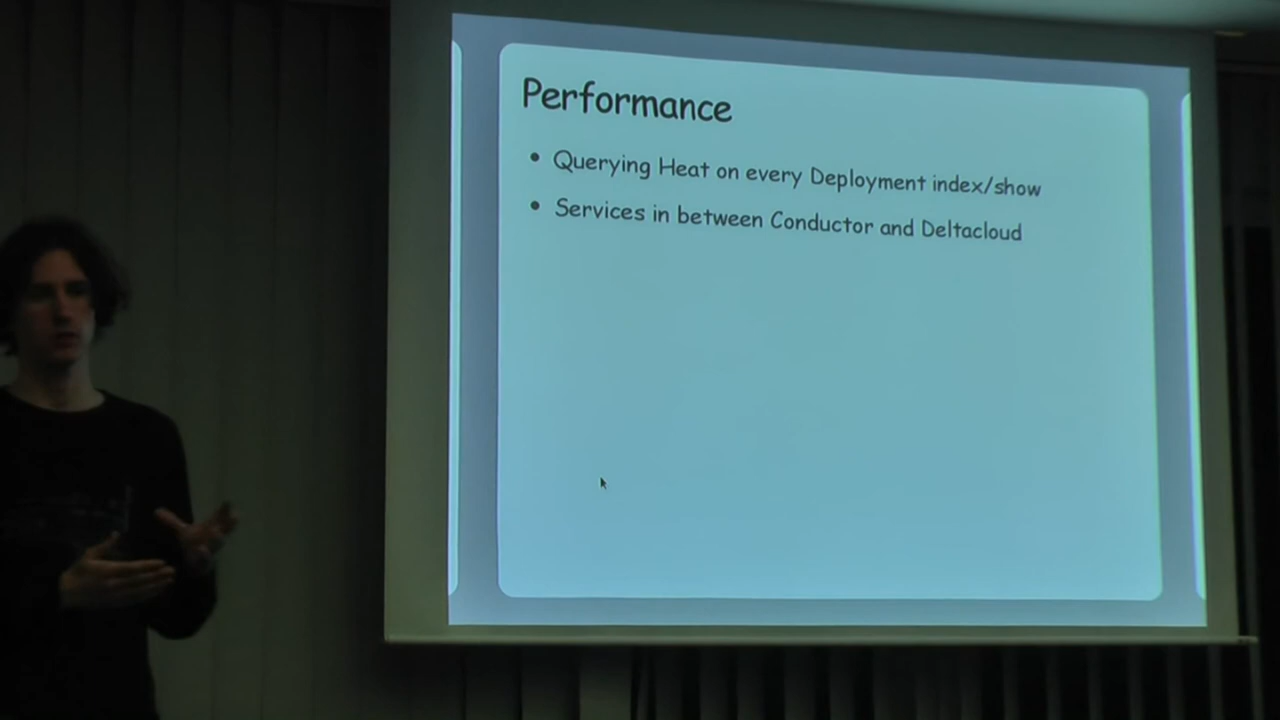 Performance
• Querying Heat on every Deployment index/show
• Services in between Conductor and Deltacloud